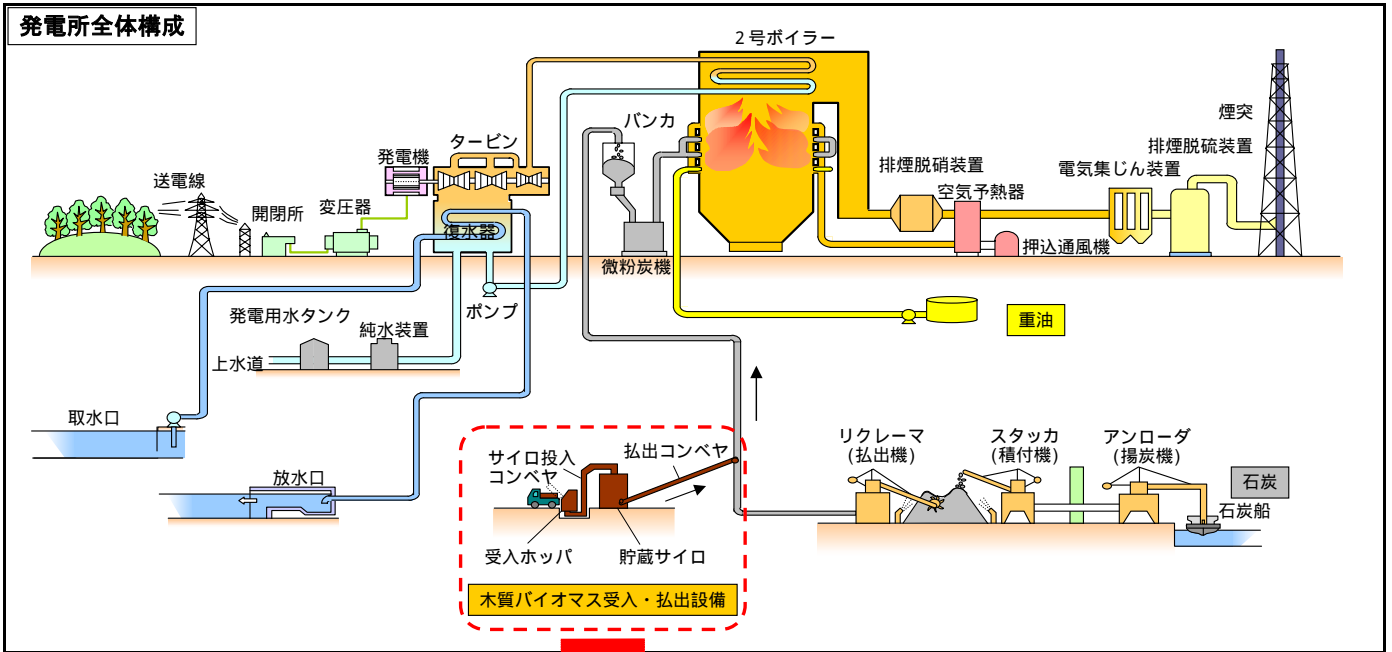 発電所全体構成
2号ボイラー
煙突
バンカ
タービン
排煙脱硫装置
発電機
排煙脱硝装置
電気集じん装置
送電線
空気予熱器
開閉所
変圧器
復水器
押込通風機
微粉炭機
ポンプ
発電用水タンク
重油
純水装置
上水道
取水口
リクレーマ
(払出機)
スタッカ
(積付機)
アンローダ
(揚炭機)
サイロ投入
コンベヤ
払出コンベヤ
放水口
石炭
石炭船
受入ホッパ
貯蔵サイロ
木質バイオマス受入・払出設備